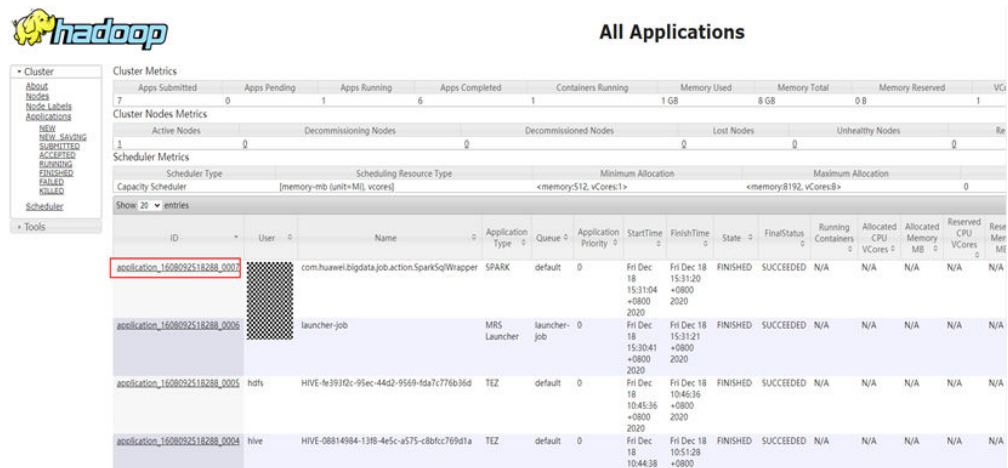 hadoop
All Applications
Cluster
About
Nodes
Node Labels
Applications
NEW
NEW_SAVING
SUBMITTED
ACCEPTED
RUNNING
FINISHED
FAILED
KILLED
Scheduler
Tools
Cluster Metrics
Apps Submitted Apps Pending Apps Running Apps Completed Containers Running Memory Used Memory Total Memory Reserved
7 0 1 6 1 1 GB 8 GB 0 B 1
Cluster Nodes Metrics
Active Nodes Decommissioning Nodes Decommissioned Nodes Lost Nodes Unhealthy Nodes Re
1 0 0 0 0 0
Scheduler Metrics
Scheduler Type Scheduling Resource Type Minimum Allocation Maximum Allocation
Capacity Scheduler [memory-mb (unit=Mi), vcores] <memory:512, vCores:1> <memory:8192, vCores:8> 0
Show 20 entries
ID User Name Application Type Queue Application Priority StartTime FinishTime State FinalStatus Running Containers Allocated CPU VCores Allocated Memory MB Reserved CPU VCores
application_1608092518288_0007 com.huawei.bigdata.job.action.SparkSqlWrapper SPARK default 0 Fri Dec 18 15:31:04 +0800 2020 Fri Dec 18 15:31:20 +0800 2020 FINISHED SUCCEEDED N/A N/A N/A N/A N/A
application_1608092518288_0006 launcher-job MRS Launcher launcher-job 0 Fri Dec 18 15:30:41 +0800 2020 Fri Dec 18 15:31:21 +0800 2020 FINISHED SUCCEEDED N/A N/A N/A N/A N/A
application_1608092518288_0005 hdfs HIVE-fe393f2c-95ec-44d2-9569-fda7c776b36d TEZ default 0 Fri Dec 18 10:45:36 +0800 2020 Fri Dec 18 10:46:36 +0800 2020 FINISHED SUCCEEDED N/A N/A N/A N/A N/A
application_1608092518288_0004 hive HIVE-08814984-13f8-4e5c-a575-c8bfcc769d1a TEZ default 0 Fri Dec 18 10:44:38 Fri Dec 18 10:51:28 +0800 FINISHED SUCCEEDED N/A N/A N/A N/A N/A